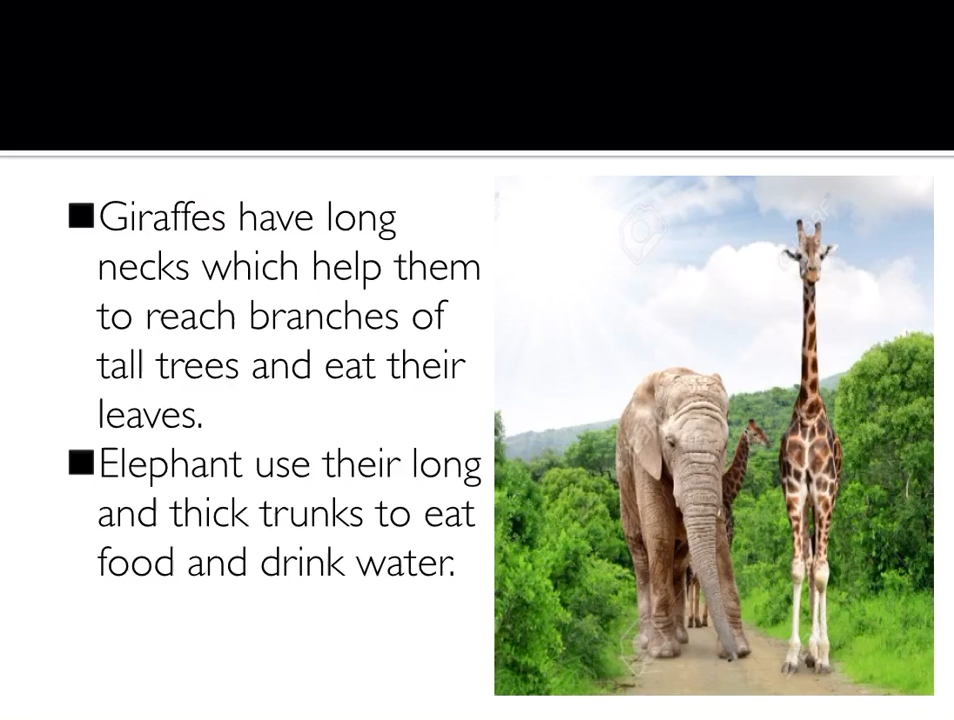 Giraffes have long
necks which help them
to reach branches of
tall trees and eat their
leaves.
Elephant use their long
and thick trunks to eat
food and drink water.